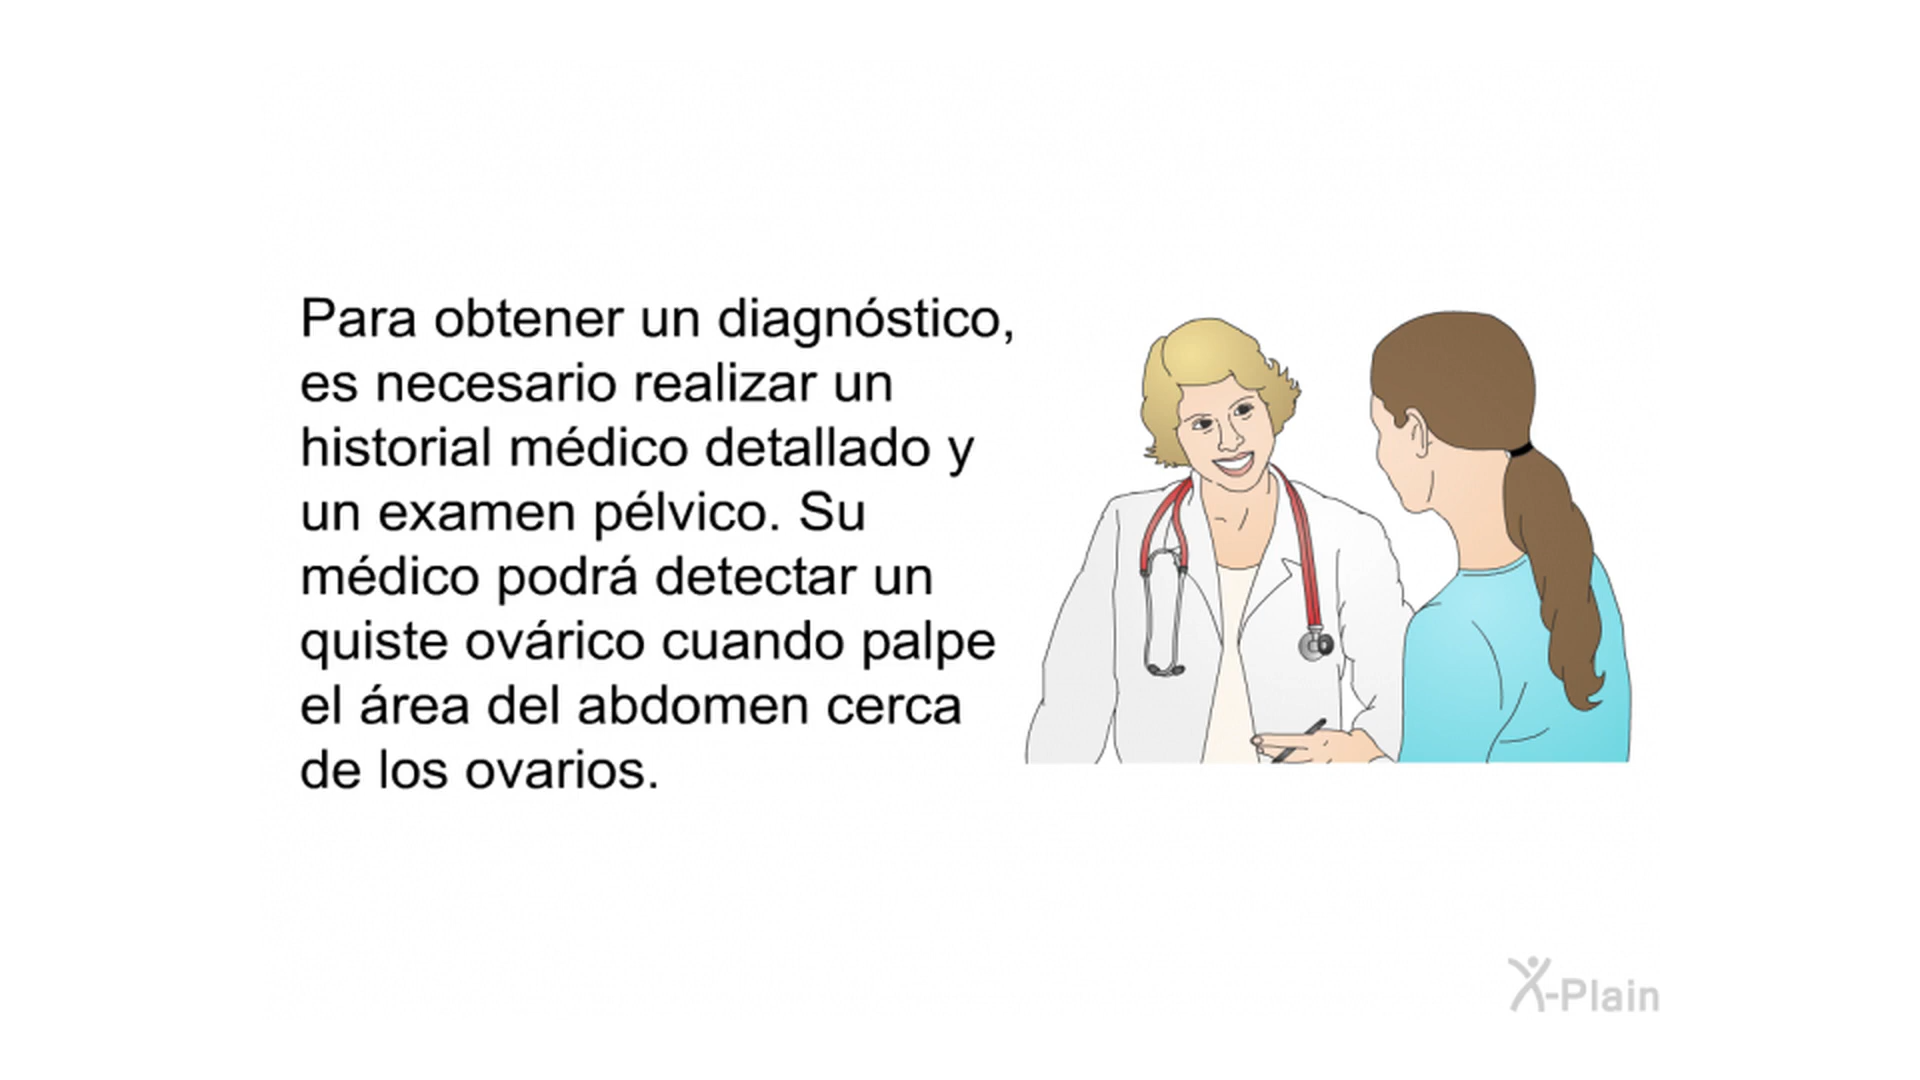 Para obtener un diagnóstico,
es necesario realizar un
historial médico detallado y
un examen pélvico. Su
médico podrá detectar un
quiste ovárico cuando palpe
el área del abdomen cerca
de los ovarios.
X-Plain